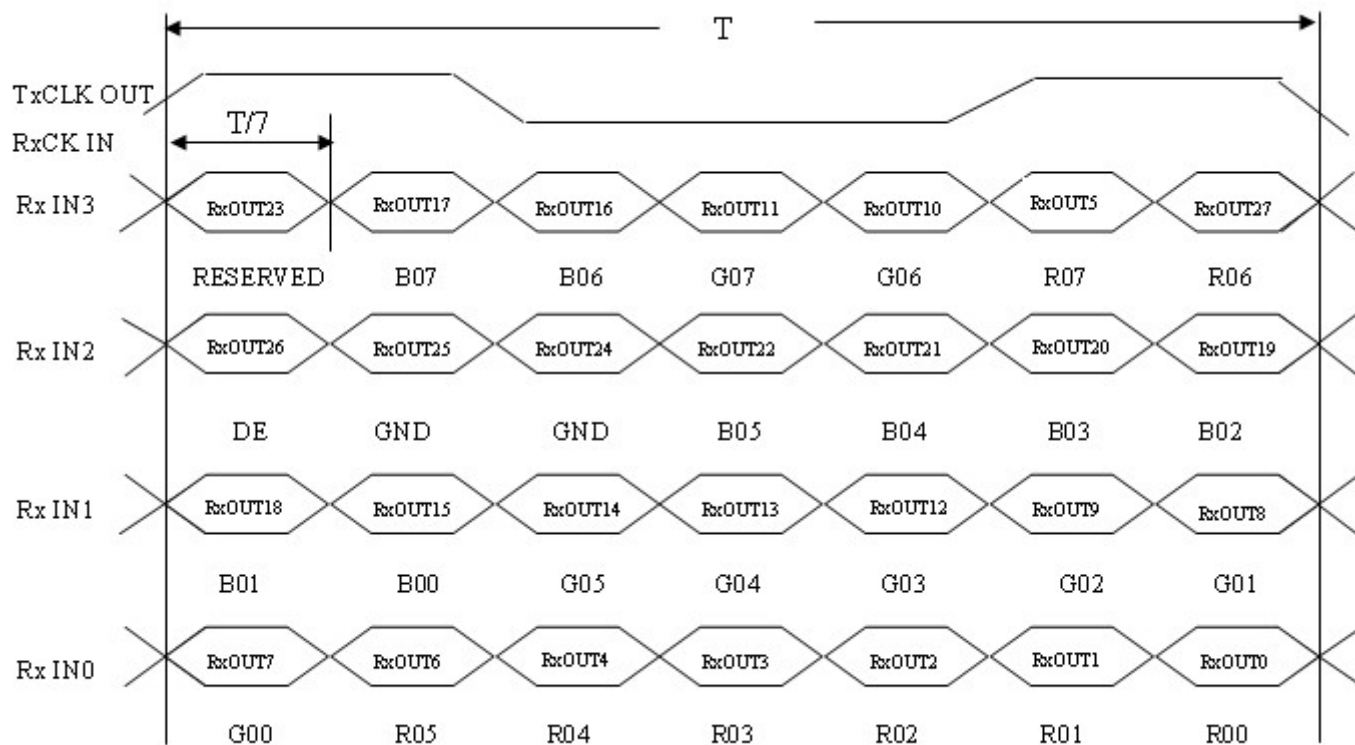 T
TxCLK OUT
T/7
RxCK IN
Rx IN3 RxOUT23 RxOUT17 RxOUT16 RxOUT11 RxOUT10 RxOUT5 RxOUT27
RESERVED B07 B06 G07 G06 R07 R06
Rx IN2 RxOUT26 RxOUT25 RxOUT24 RxOUT22 RxOUT21 RxOUT20 RxOUT19
DE GND GND B05 B04 B03 B02
Rx IN1 RxOUT18 RxOUT15 RxOUT14 RxOUT13 RxOUT12 RxOUT9 RxOUT8
B01 B00 G05 G04 G03 G02 G01
Rx IN0 RxOUT7 RxOUT6 RxOUT4 RxOUT3 RxOUT2 RxOUT1 RxOUT0
G00 R05 R04 R03 R02 R01 R00